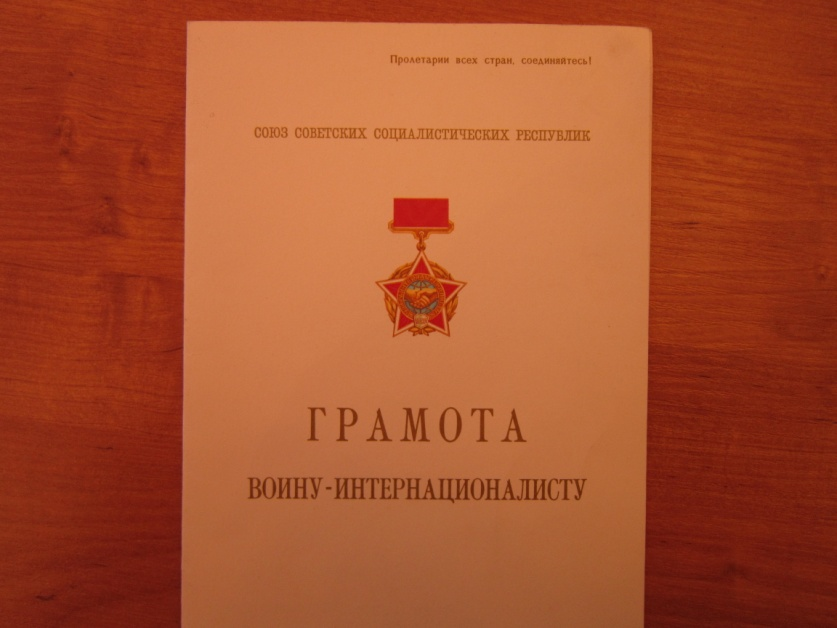 Пролетарии всех стран, соединяйтесь!
СОЮЗ СОВЕТСКИХ СОЦИАЛИСТИЧЕСКИХ РЕСПУБЛИК
ГРАМОТА
ВОИНУ-ИНТЕРНАЦИОНАЛИСТУ